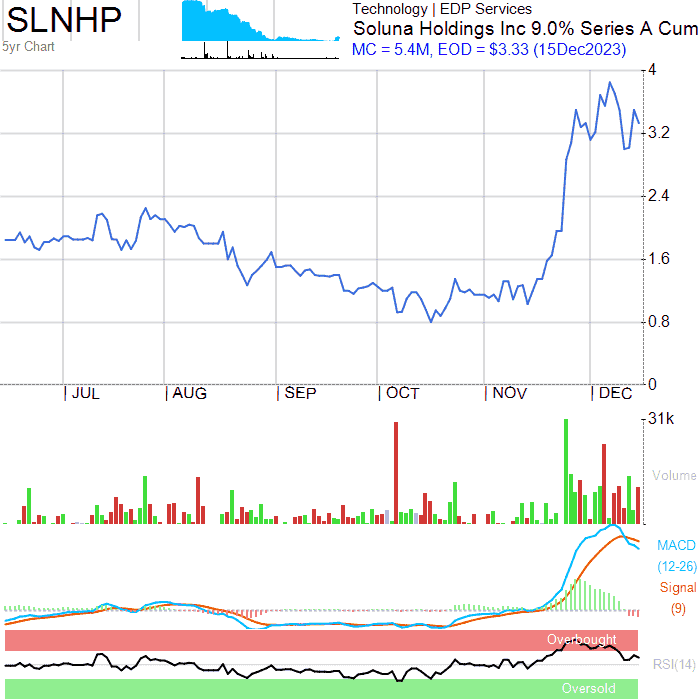 SLNHP
5yr Chart
Technology | EDP Services
Soluna Holdings Inc 9.0% Series A Cum
MC = 5.4M, EOD = $3.33 (15Dec2023)
4
3.2
2.4
1.6
0.8
0
| JUL | AUG | SEP | OCT | NOV | DEC
31k
Volume
MACD
(12-26)
Signal
(9)
Overbought
RSI(14)
Oversold